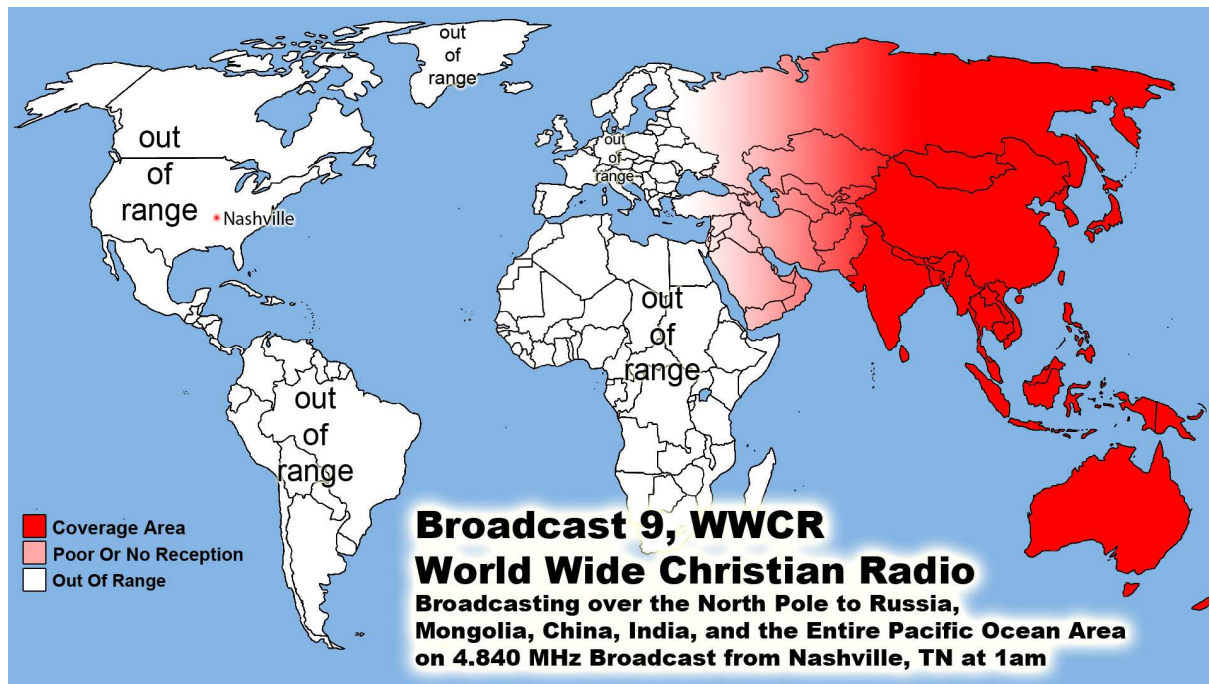 out
of
range
out
of
range
Nashville
out
of
range
out
of
range
out
of
range
Coverage Area
Poor Or No Reception
Out Of Range
Broadcast 9, WWCR
World Wide Christian Radio
Broadcasting over the North Pole to Russia,
Mongolia, China, India, and the Entire Pacific Ocean Area
on 4.840 MHz Broadcast from Nashville, TN at 1am